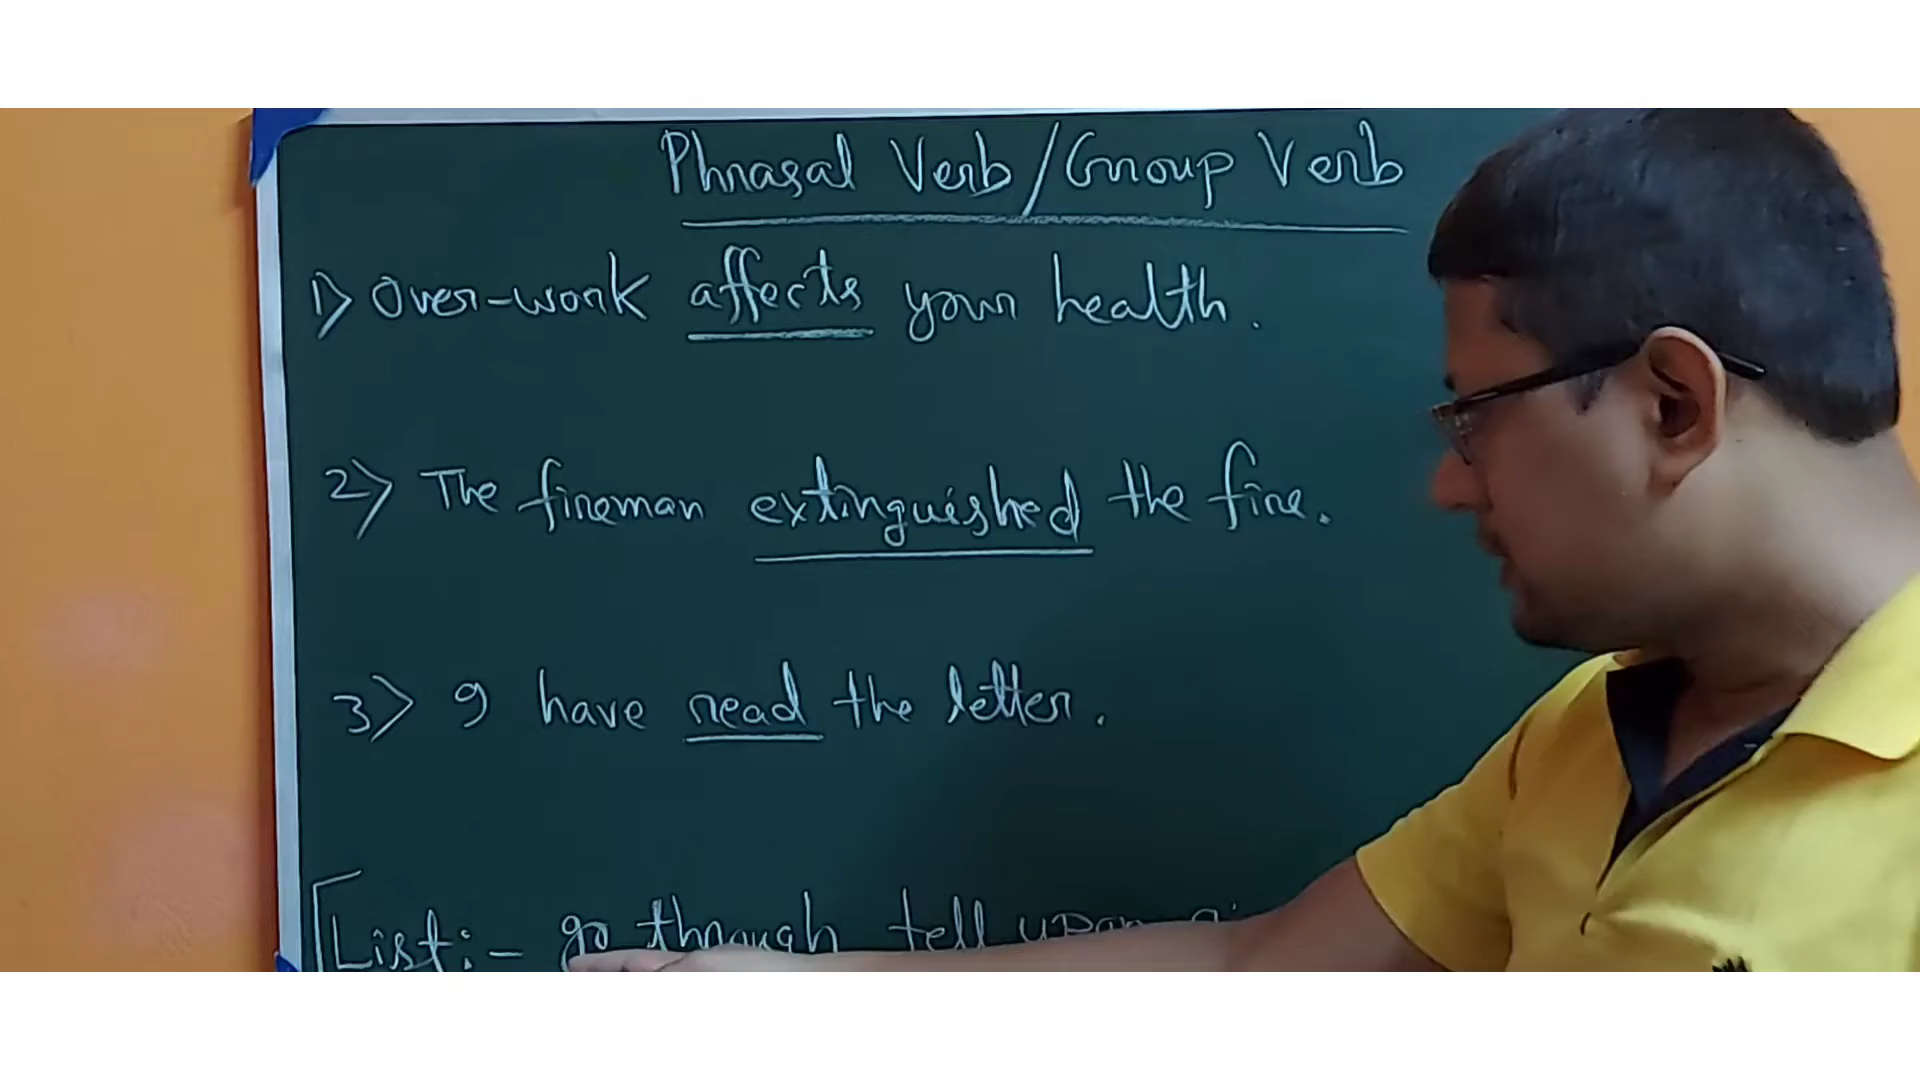 Phrasal Verb/Group Verb
1) Over-work affects your health.
2) The fireman extinguished the fire.
3) I have read the letter.
[List:- go through tell upon